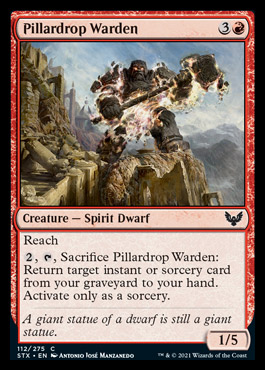 Pillardrop Warden 3
Creature — Spirit Dwarf
Reach
2, T, Sacrifice Pillardrop Warden:
Return target instant or sorcery card
from your graveyard to your hand.
Activate only as a sorcery.
A giant statue of a dwarf is still a giant
statue.
1/5
112/275 C
STX • EN Antonio José Manzanedo
™ & © 2021 Wizards of the Coast